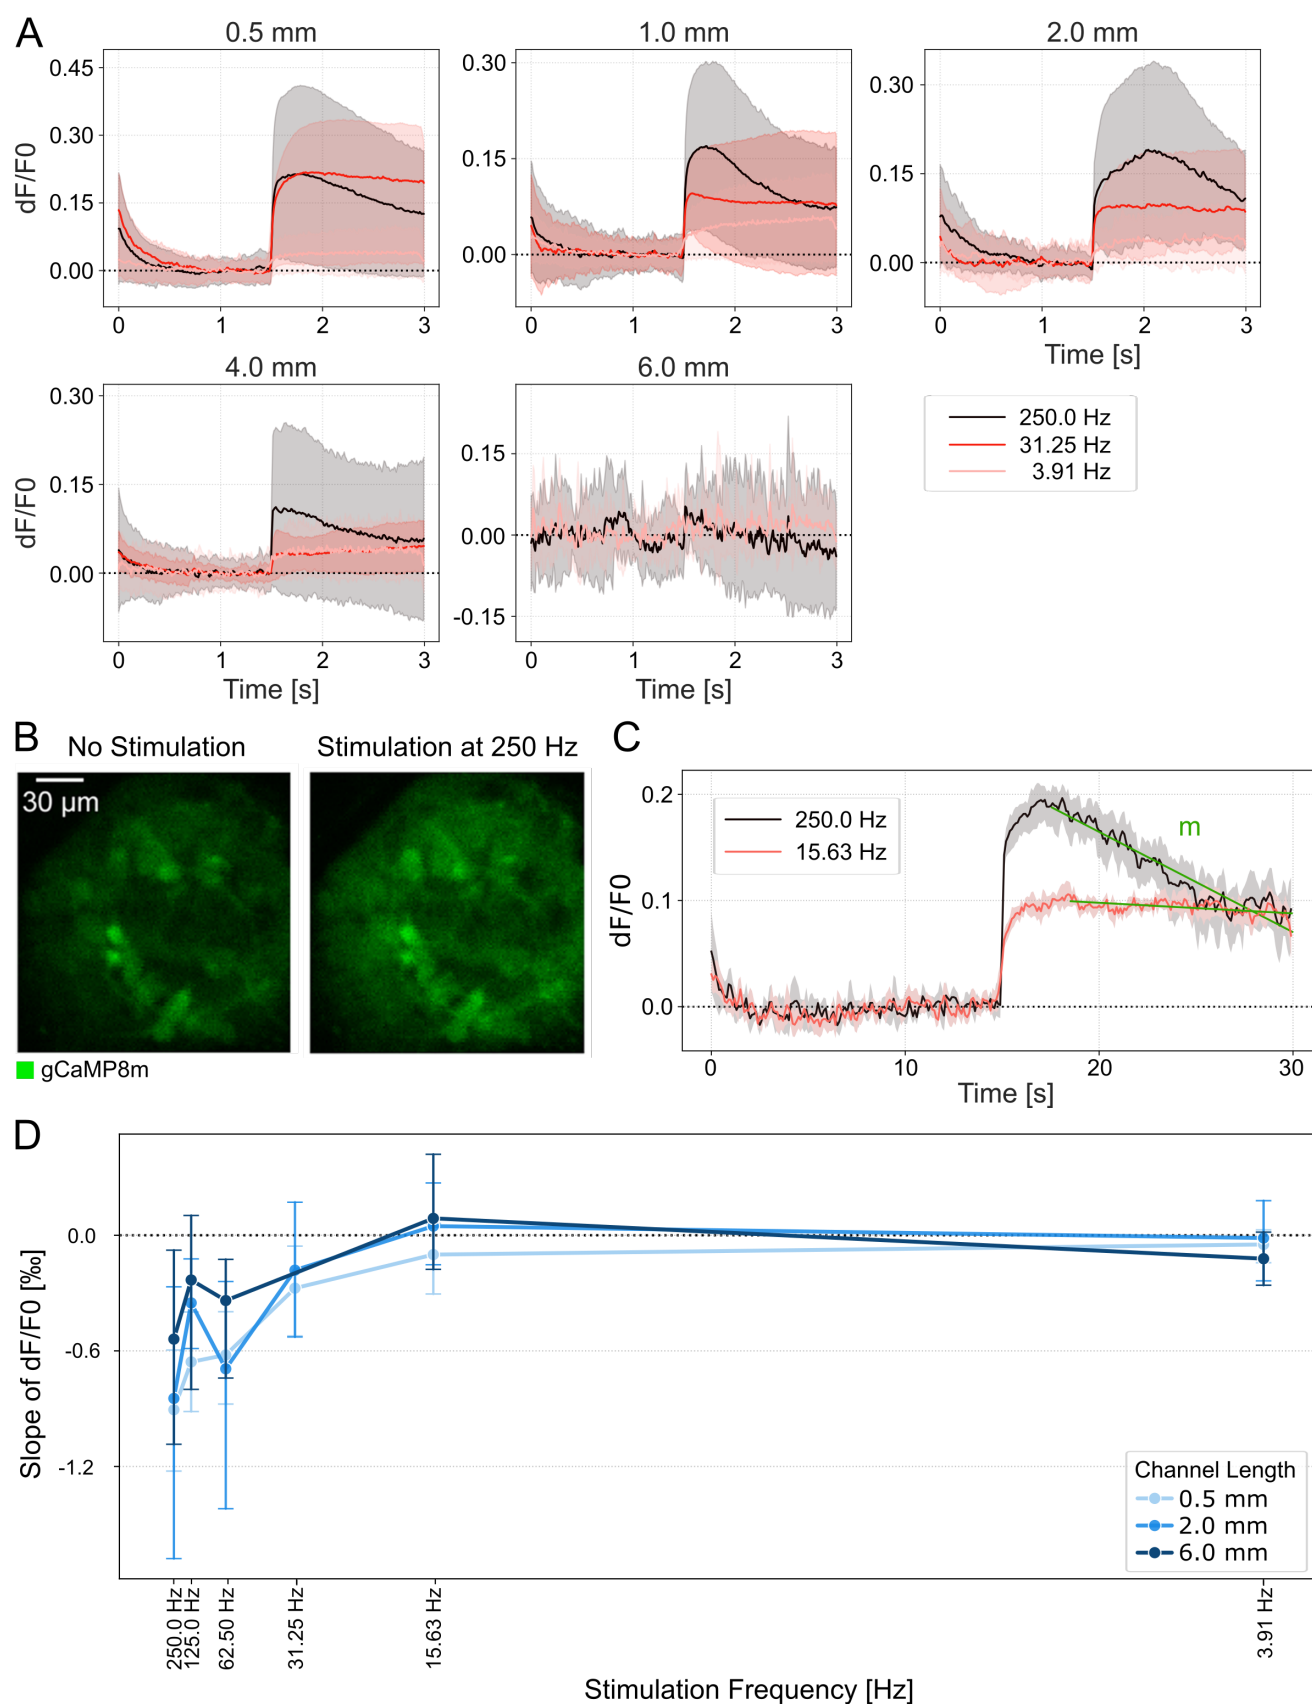 A
0.5 mm
1.0 mm
2.0 mm
dF/F0
0.45
0.30
0.15
0.00
0.30
0.15
0.00
0.30
0.15
0.00
0 1 2 3
0 1 2 3
0 1 2 3
Time [s]
4.0 mm
6.0 mm
dF/F0
0.30
0.15
0.00
0.15
0.00
-0.15
250.0 Hz
31.25 Hz
3.91 Hz
0 1 2 3
0 1 2 3
Time [s]
Time [s]
B
No Stimulation
Stimulation at 250 Hz
30 µm
gCaMP8m
C
dF/F0
0.2
0.1
0.0
250.0 Hz
15.63 Hz
m
0 10 20 30
Time [s]
D
Slope of dF/F0 [‰]
0.0
-0.6
-1.2
Channel Length
0.5 mm
2.0 mm
6.0 mm
250.0 Hz
125.0 Hz
62.50 Hz
31.25 Hz
15.63 Hz
3.91 Hz
Stimulation Frequency [Hz]